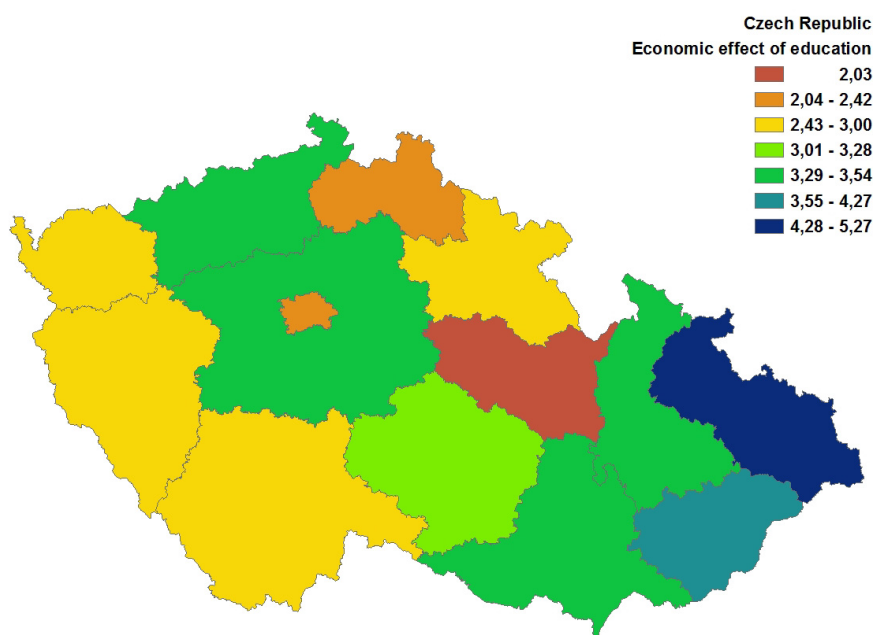 Czech Republic
Economic effect of education
2,03
2,04 - 2,42
2,43 - 3,00
3,01 - 3,28
3,29 - 3,54
3,55 - 4,27
4,28 - 5,27